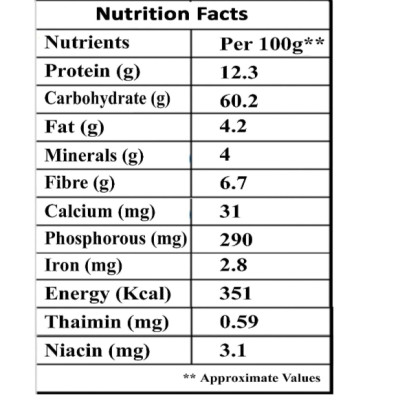 Nutrition Facts
Nutrients Per 100g**
Protein (g) 12.3
Carbohydrate (g) 60.2
Fat (g) 4.2
Minerals (g) 4
Fibre (g) 6.7
Calcium (mg) 31
Phosphorous (mg) 290
Iron (mg) 2.8
Energy (Kcal) 351
Thaimin (mg) 0.59
Niacin (mg) 3.1
** Approximate Values